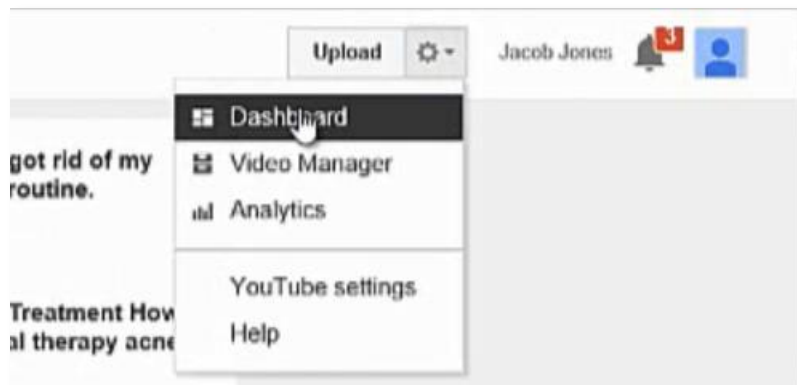 Upload
Jacob Jones
3
Dashboard
got rid of my
routine.
Video Manager
Analytics
YouTube settings
Treatment How
al therapy acne
Help